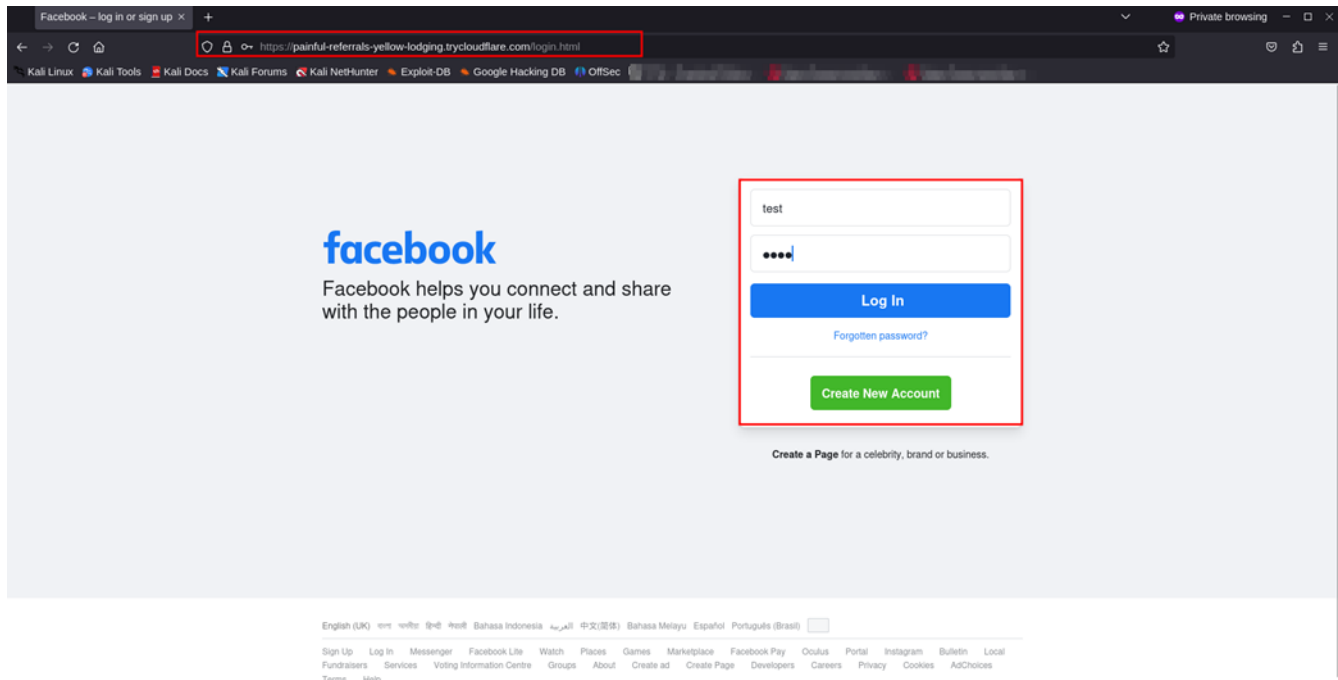 Facebook – log in or sign up
Private browsing
https://painful-referrals-yellow-lodging.trycloudflare.com/login.html
Kali Linux Kali Tools Kali Docs Kali Forums Kali NetHunter Exploit-DB Google Hacking DB OffSec
test
facebook
Facebook helps you connect and share
with the people in your life.
Log In
Forgotten password?
Create New Account
Create a Page for a celebrity, brand or business.
English (UK) हिन्दी नेपाली Bahasa Indonesia العربية 中文(简体) Bahasa Melayu Español Português (Brasil)
Sign Up Log In Messenger Facebook Lite Watch Places Games Marketplace Facebook Pay Oculus Portal Instagram Bulletin Local
Fundraisers Services Voting Information Centre Groups About Create ad Create Page Developers Careers Privacy Cookies AdChoices
Terms Help